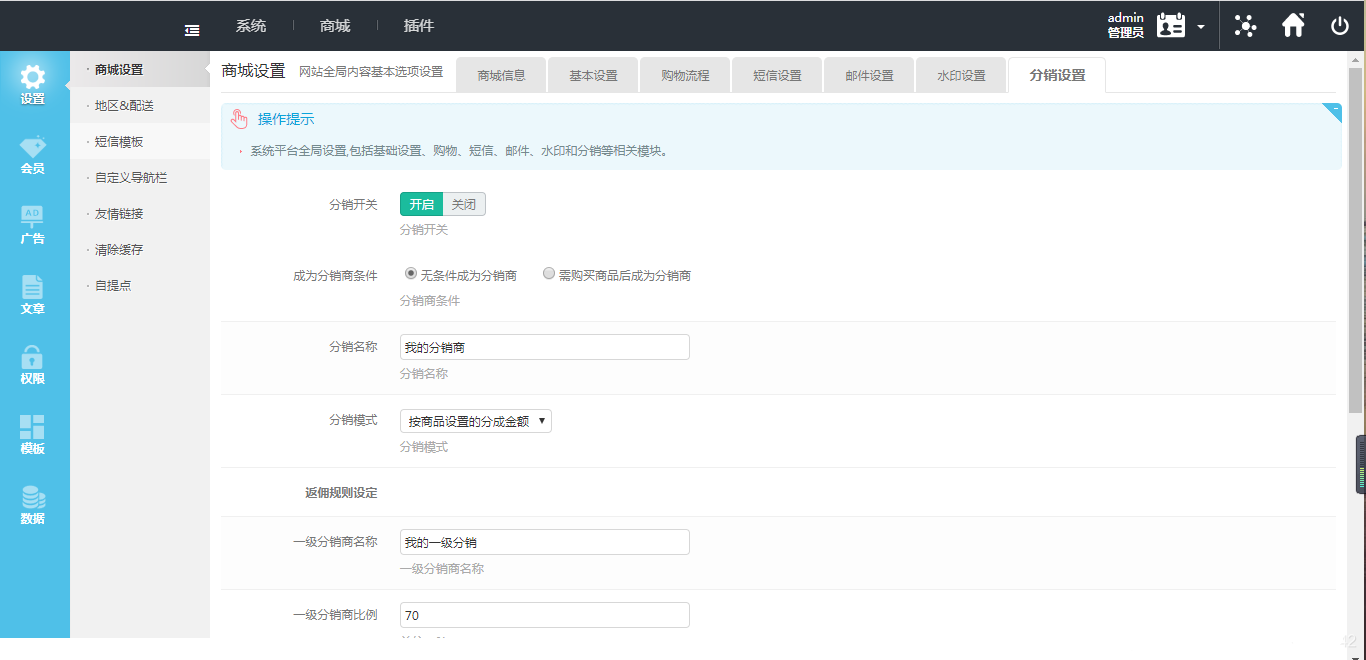 系统 商城 插件
admin
管理员
设置
会员
AD
广告
文章
权限
模板
数据
· 商城设置
· 地区&配送
· 短信模板
· 自定义导航栏
· 友情链接
· 清除缓存
· 自提点
商城设置 网站全局内容基本选项设置 商城信息 基本设置 购物流程 短信设置 邮件设置 水印设置 分销设置
操作提示
· 系统平台全局设置,包括基础设置、购物、短信、邮件、水印和分销等相关模块。
分销开关 开启 关闭
分销开关
成为分销商条件 无条件成为分销商 需购买商品后成为分销商
分销商条件
分销名称 我的分销商
分销名称
分销模式 按商品设置的分成金额
分销模式
返佣规则设定
一级分销商名称 我的一级分销
一级分销商名称
一级分销商比例 70
42